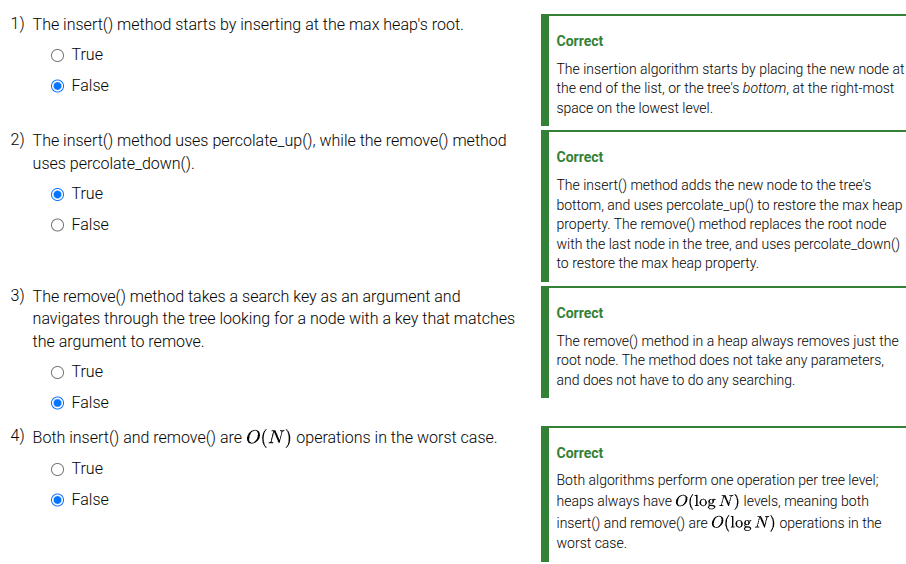 1) The insert() method starts by inserting at the max heap's root.
True
False
Correct
The insertion algorithm starts by placing the new node at
the end of the list, or the tree's bottom, at the right-most
space on the lowest level.
2) The insert() method uses percolate_up(), while the remove() method
uses percolate_down().
True
False
Correct
The insert() method adds the new node to the tree's
bottom, and uses percolate_up() to restore the max heap
property. The remove() method replaces the root node
with the last node in the tree, and uses percolate_down()
to restore the max heap property.
3) The remove() method takes a search key as an argument and
navigates through the tree looking for a node with a key that matches
the argument to remove.
True
False
Correct
The remove() method in a heap always removes just the
root node. The method does not take any parameters,
and does not have to do any searching.
4) Both insert() and remove() are O(N) operations in the worst case.
True
False
Correct
Both algorithms perform one operation per tree level;
heaps always have O(log N) levels, meaning both
insert() and remove() are O(log N) operations in the
worst case.